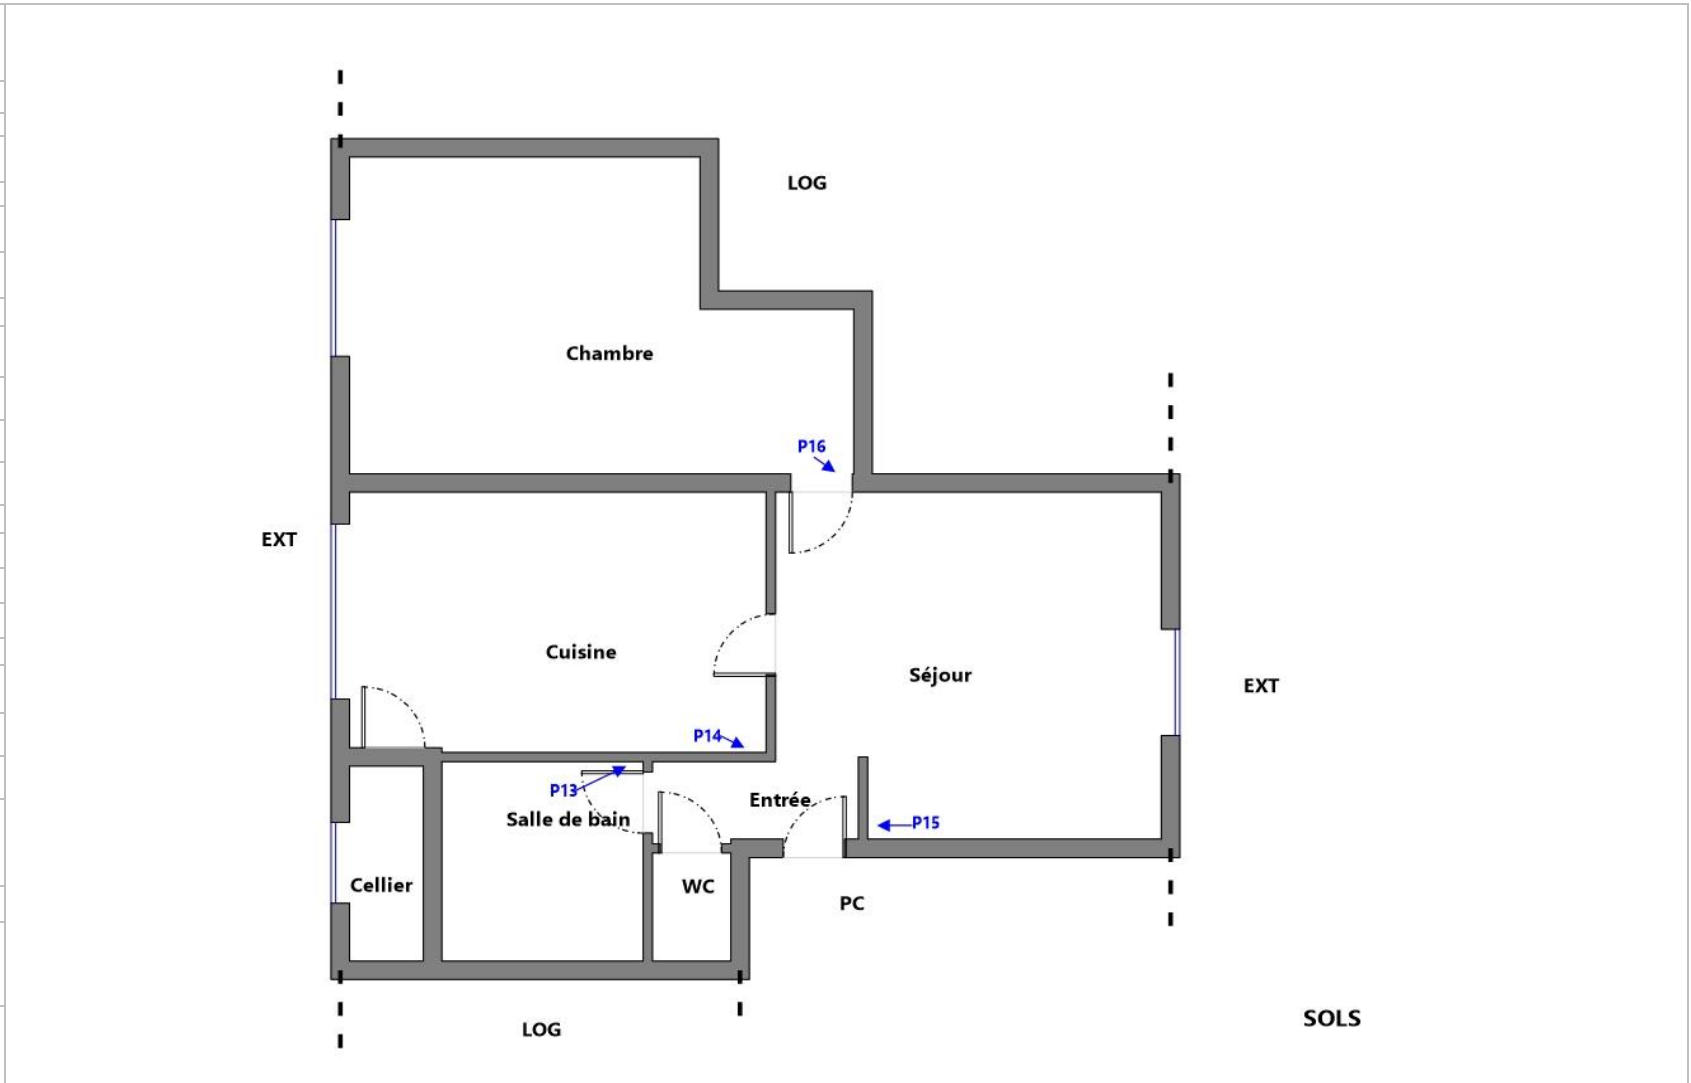 LOG
Chambre
P16
EXT
Cuisine
Séjour
EXT
P14
P13
Entrée
Salle de bain
P15
Cellier
WC
PC
SOLS
LOG